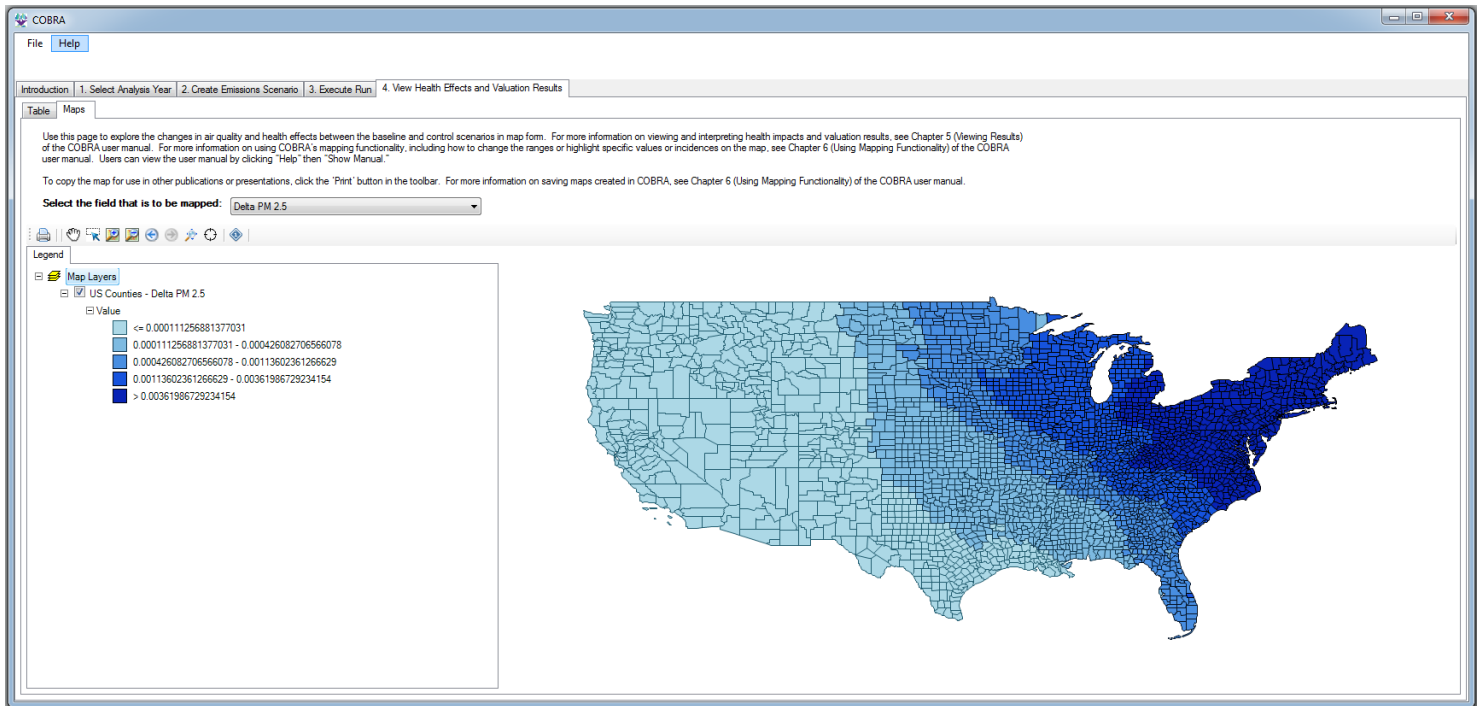 COBRA
File Help
Introduction 1. Select Analysis Year 2. Create Emissions Scenario 3. Execute Run 4. View Health Effects and Valuation Results
Table Maps
Use this page to explore the changes in air quality and health effects between the baseline and control scenarios in map form. For more information on viewing and interpreting health impacts and valuation results, see Chapter 5 (Viewing Results)
of the COBRA user manual. For more information on using COBRA's mapping functionality, including how to change the ranges or highlight specific values or incidences on the map, see Chapter 6 (Using Mapping Functionality) of the COBRA
user manual. Users can view the user manual by clicking "Help" then "Show Manual."
To copy the map for use in other publications or presentations, click the 'Print' button in the toolbar. For more information on saving maps created in COBRA, see Chapter 6 (Using Mapping Functionality) of the COBRA user manual.
Select the field that is to be mapped: Delta PM 2.5
Legend
Map Layers
US Counties - Delta PM 2.5
Value
<= 0.000111256881377031
0.000111256881377031 - 0.000426082706566078
0.000426082706566078 - 0.00113602361266629
0.00113602361266629 - 0.00361986729234154
> 0.00361986729234154